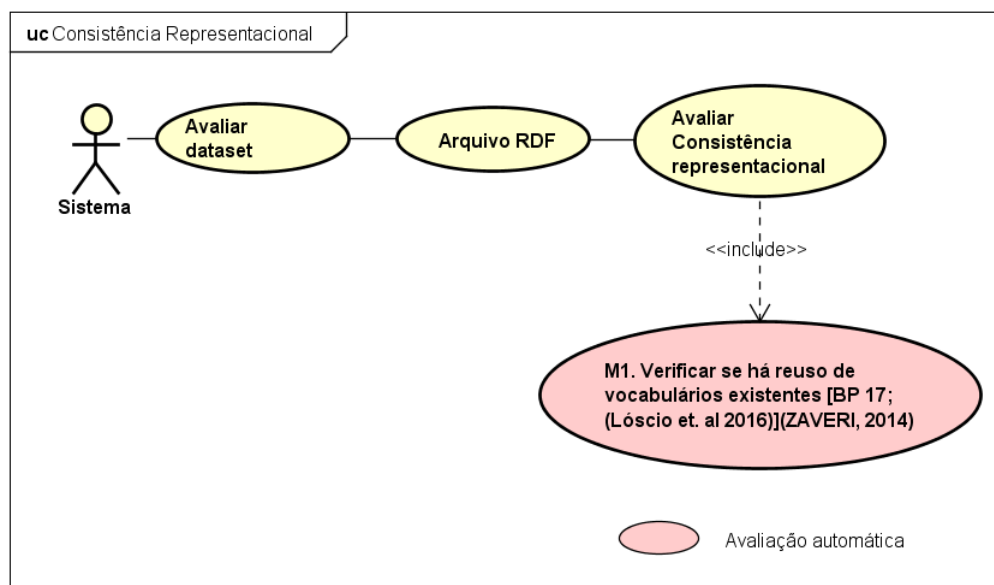 uc Consistência Representacional
Avaliar
dataset
Arquivo RDF
Avaliar
Consistência
representacional
Sistema
<<include>>
M1. Verificar se há reuso de
vocabulários existentes [BP 17;
(Lóscio et. al 2016)](ZAVERI, 2014)
Avaliação automática